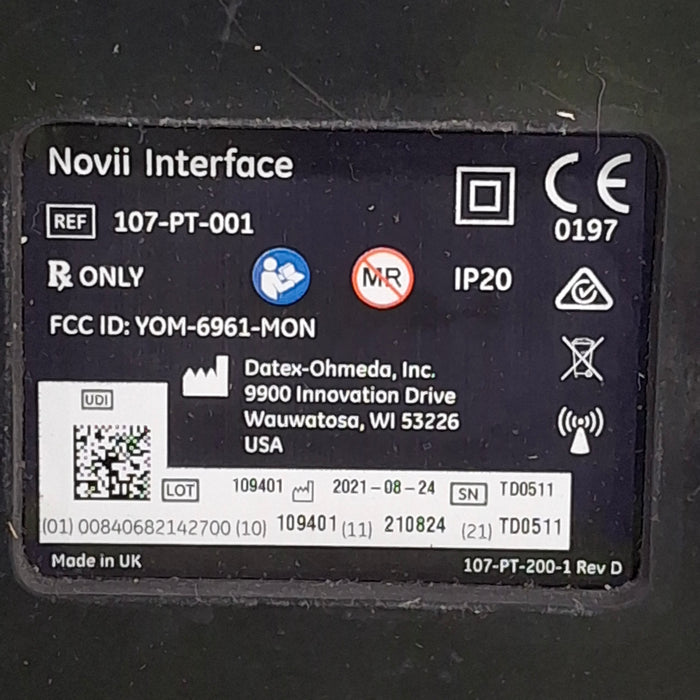 Novii Interface
REF 107-PT-001
CE 0197
Rx ONLY
MR
IP20
FCC ID: YOM-6961-MON
Datex-Ohmeda, Inc.
9900 Innovation Drive
Wauwatosa, WI 53226
USA
UDI
LOT 109401 2021-08-24 SN TD0511
(01) 00840682142700 (10) 109401 (11) 210824 (21) TD0511
Made in UK
107-PT-200-1 Rev D